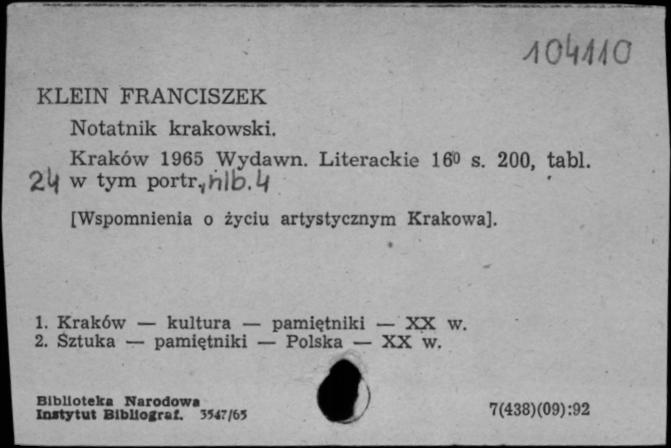 104110
KLEIN FRANCISZEK
Notatnik krakowski.
Kraków 1965 Wydawn. Literackie 16⁰ s. 200, tabl.
24 w tym portr., nlb. 4
[Wspomnienia o życiu artystycznym Krakowa].
1. Kraków — kultura — pamiętniki — XX w.
2. Sztuka — pamiętniki — Polska — XX w.
Biblioteka Narodowa
Instytut Bibliograf. 3547/65
7(438)(09):92